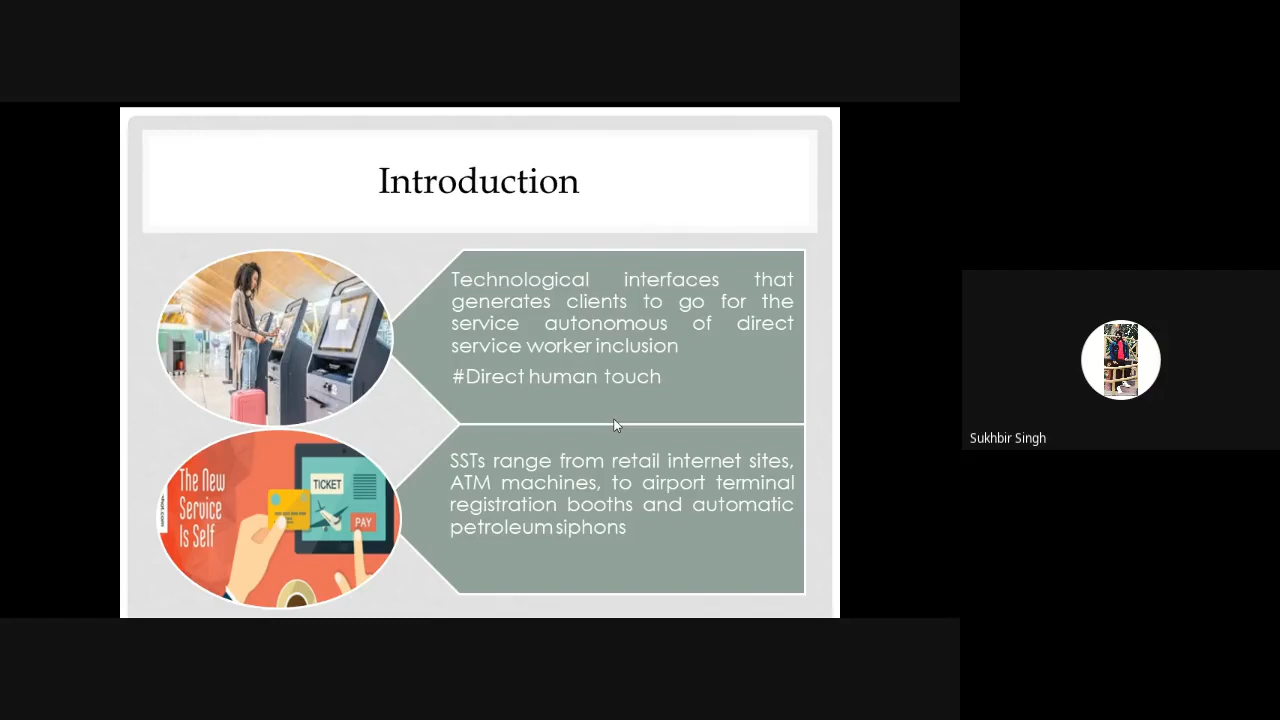 Introduction
Technological interfaces that
generates clients to go for the
service autonomous of direct
service worker inclusion
#Direct human touch
The New
Service
Is Self
TICKET
PAY
SSTs range from retail internet sites,
ATM machines, to airport terminal
registration booths and automatic
petroleum siphons
Sukhbir Singh